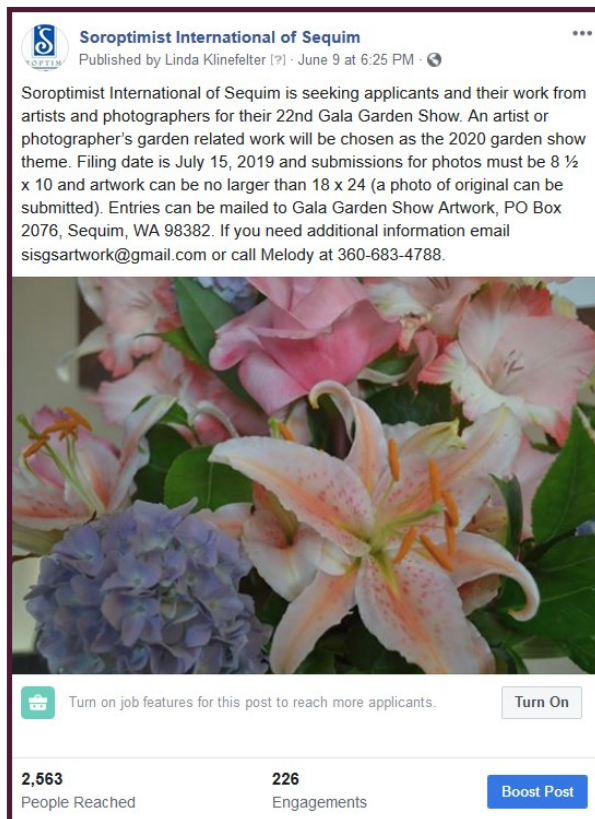 Soroptimist International of Sequim
Published by Linda Klinefelter [?] · June 9 at 6:25 PM ·
Soroptimist International of Sequim is seeking applicants and their work from
artists and photographers for their 22nd Gala Garden Show. An artist or
photographer's garden related work will be chosen as the 2020 garden show
theme. Filing date is July 15, 2019 and submissions for photos must be 8 ½
x 10 and artwork can be no larger than 18 x 24 (a photo of original can be
submitted). Entries can be mailed to Gala Garden Show Artwork, PO Box
2076, Sequim, WA 98382. If you need additional information email
sisgsartwork@gmail.com or call Melody at 360-683-4788.
Turn on job features for this post to reach more applicants.
Turn On
2,563
People Reached
226
Engagements
Boost Post